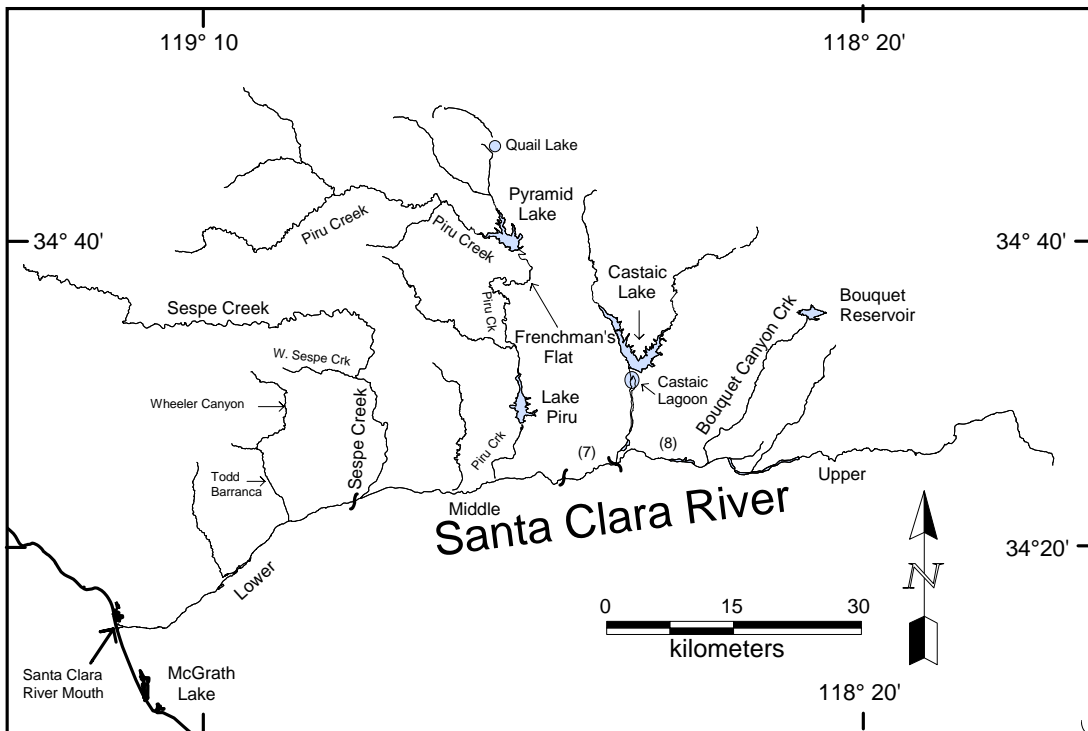 119° 10
118° 20'
Quail Lake
Pyramid
Lake
Piru Creek
Piru Creek
34° 40'
34° 40'
Castaic
Lake
Bouquet
Reservoir
Sespe Creek
Piru Ck
Frenchman's
Flat
Bouquet Canyon Crk
W. Sespe Crk
Castaic
Lagoon
Wheeler Canyon
Sespe Creek
Lake
Piru
Piru Crk
(7)
(8)
Todd
Barranca
Upper
Middle
Santa Clara River
34°20'
Lower
N
0 15 30
kilometers
Santa Clara
River Mouth
McGrath
Lake
118° 20'